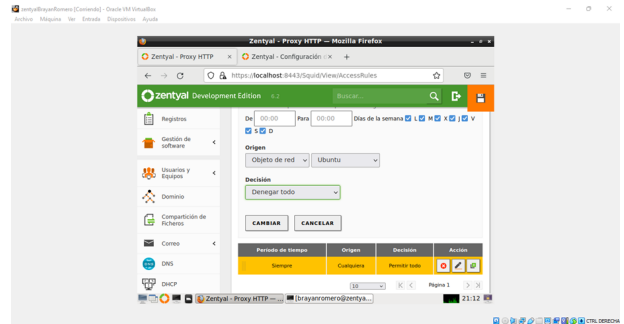 zentyalBrayanRomero [Corriendo] - Oracle VM VirtualBox
Archivo Máquina Ver Entrada Dispositivos Ayuda
Zentyal - Proxy HTTP — Mozilla Firefox
Zentyal - Proxy HTTP × Zentyal - Configuración × +
https://localhost:8443/Squid/View/AccessRules
zentyal Development Edition 6.2 Buscar...
Registros
De 00:00 Para 00:00 Días de la semana L M X J V
S D
Gestión de software
Origen
Objeto de red Ubuntu
Usuarios y Equipos
Decisión
Denegar todo
Dominio
Compartición de Ficheros
CAMBIAR CANCELAR
Correo
Período de tiempo Origen Decisión Acción
DNS
Siempre Cualquiera Permitir todo
DHCP
10 Página 1
Zentyal - Proxy HTTP — ... [brayanromero@zentya... 21:12
CTRL DERECHA